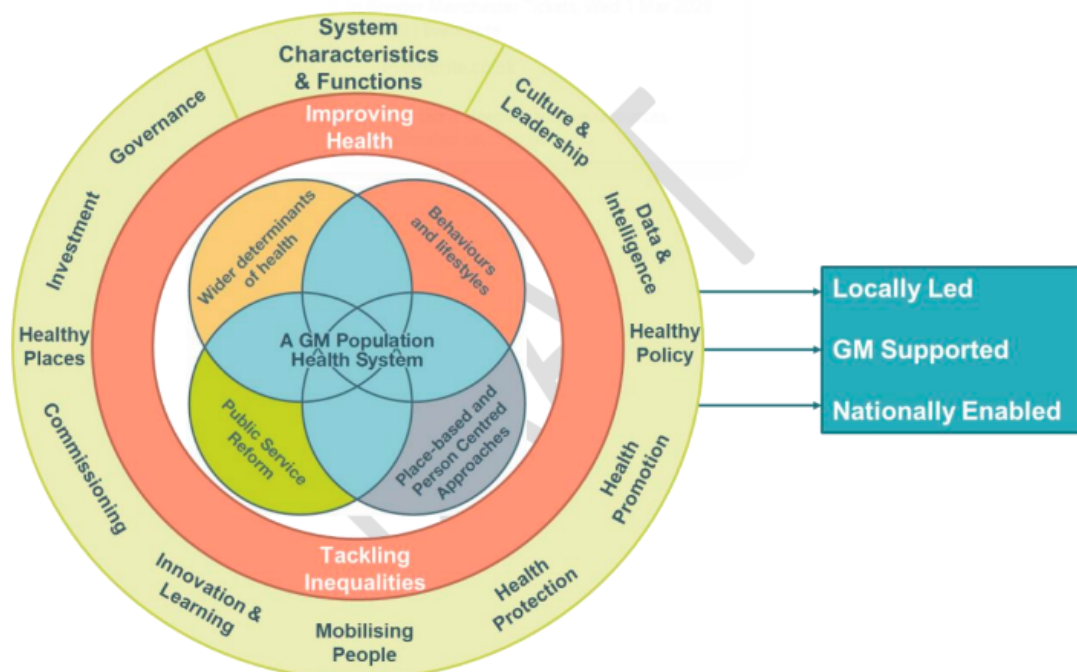 System
Characteristics
& Functions
Culture &
Leadership
Data &
Intelligence
Healthy
Policy
Health
Promotion
Health
Protection
Mobilising
People
Innovation &
Learning
Commissioning
Healthy
Places
Investment
Governance
Improving
Health
Wider determinants
of health
Behaviours
and lifestyles
A GM Population
Health System
Public Service
Reform
Place-based and
Person Centred
Approaches
Tackling
Inequalities
Locally Led
GM Supported
Nationally Enabled